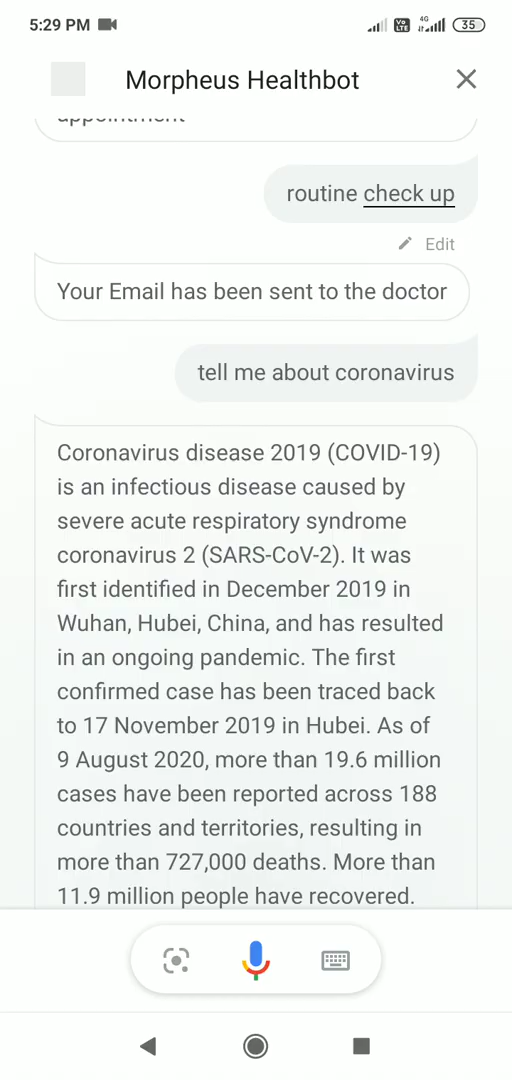 5:29 PM
Vo LTE
4G
35
Morpheus Healthbot
appointment
routine check up
Edit
Your Email has been sent to the doctor
tell me about coronavirus
Coronavirus disease 2019 (COVID-19)
is an infectious disease caused by
severe acute respiratory syndrome
coronavirus 2 (SARS-CoV-2). It was
first identified in December 2019 in
Wuhan, Hubei, China, and has resulted
in an ongoing pandemic. The first
confirmed case has been traced back
to 17 November 2019 in Hubei. As of
9 August 2020, more than 19.6 million
cases have been reported across 188
countries and territories, resulting in
more than 727,000 deaths. More than
11.9 million people have recovered.